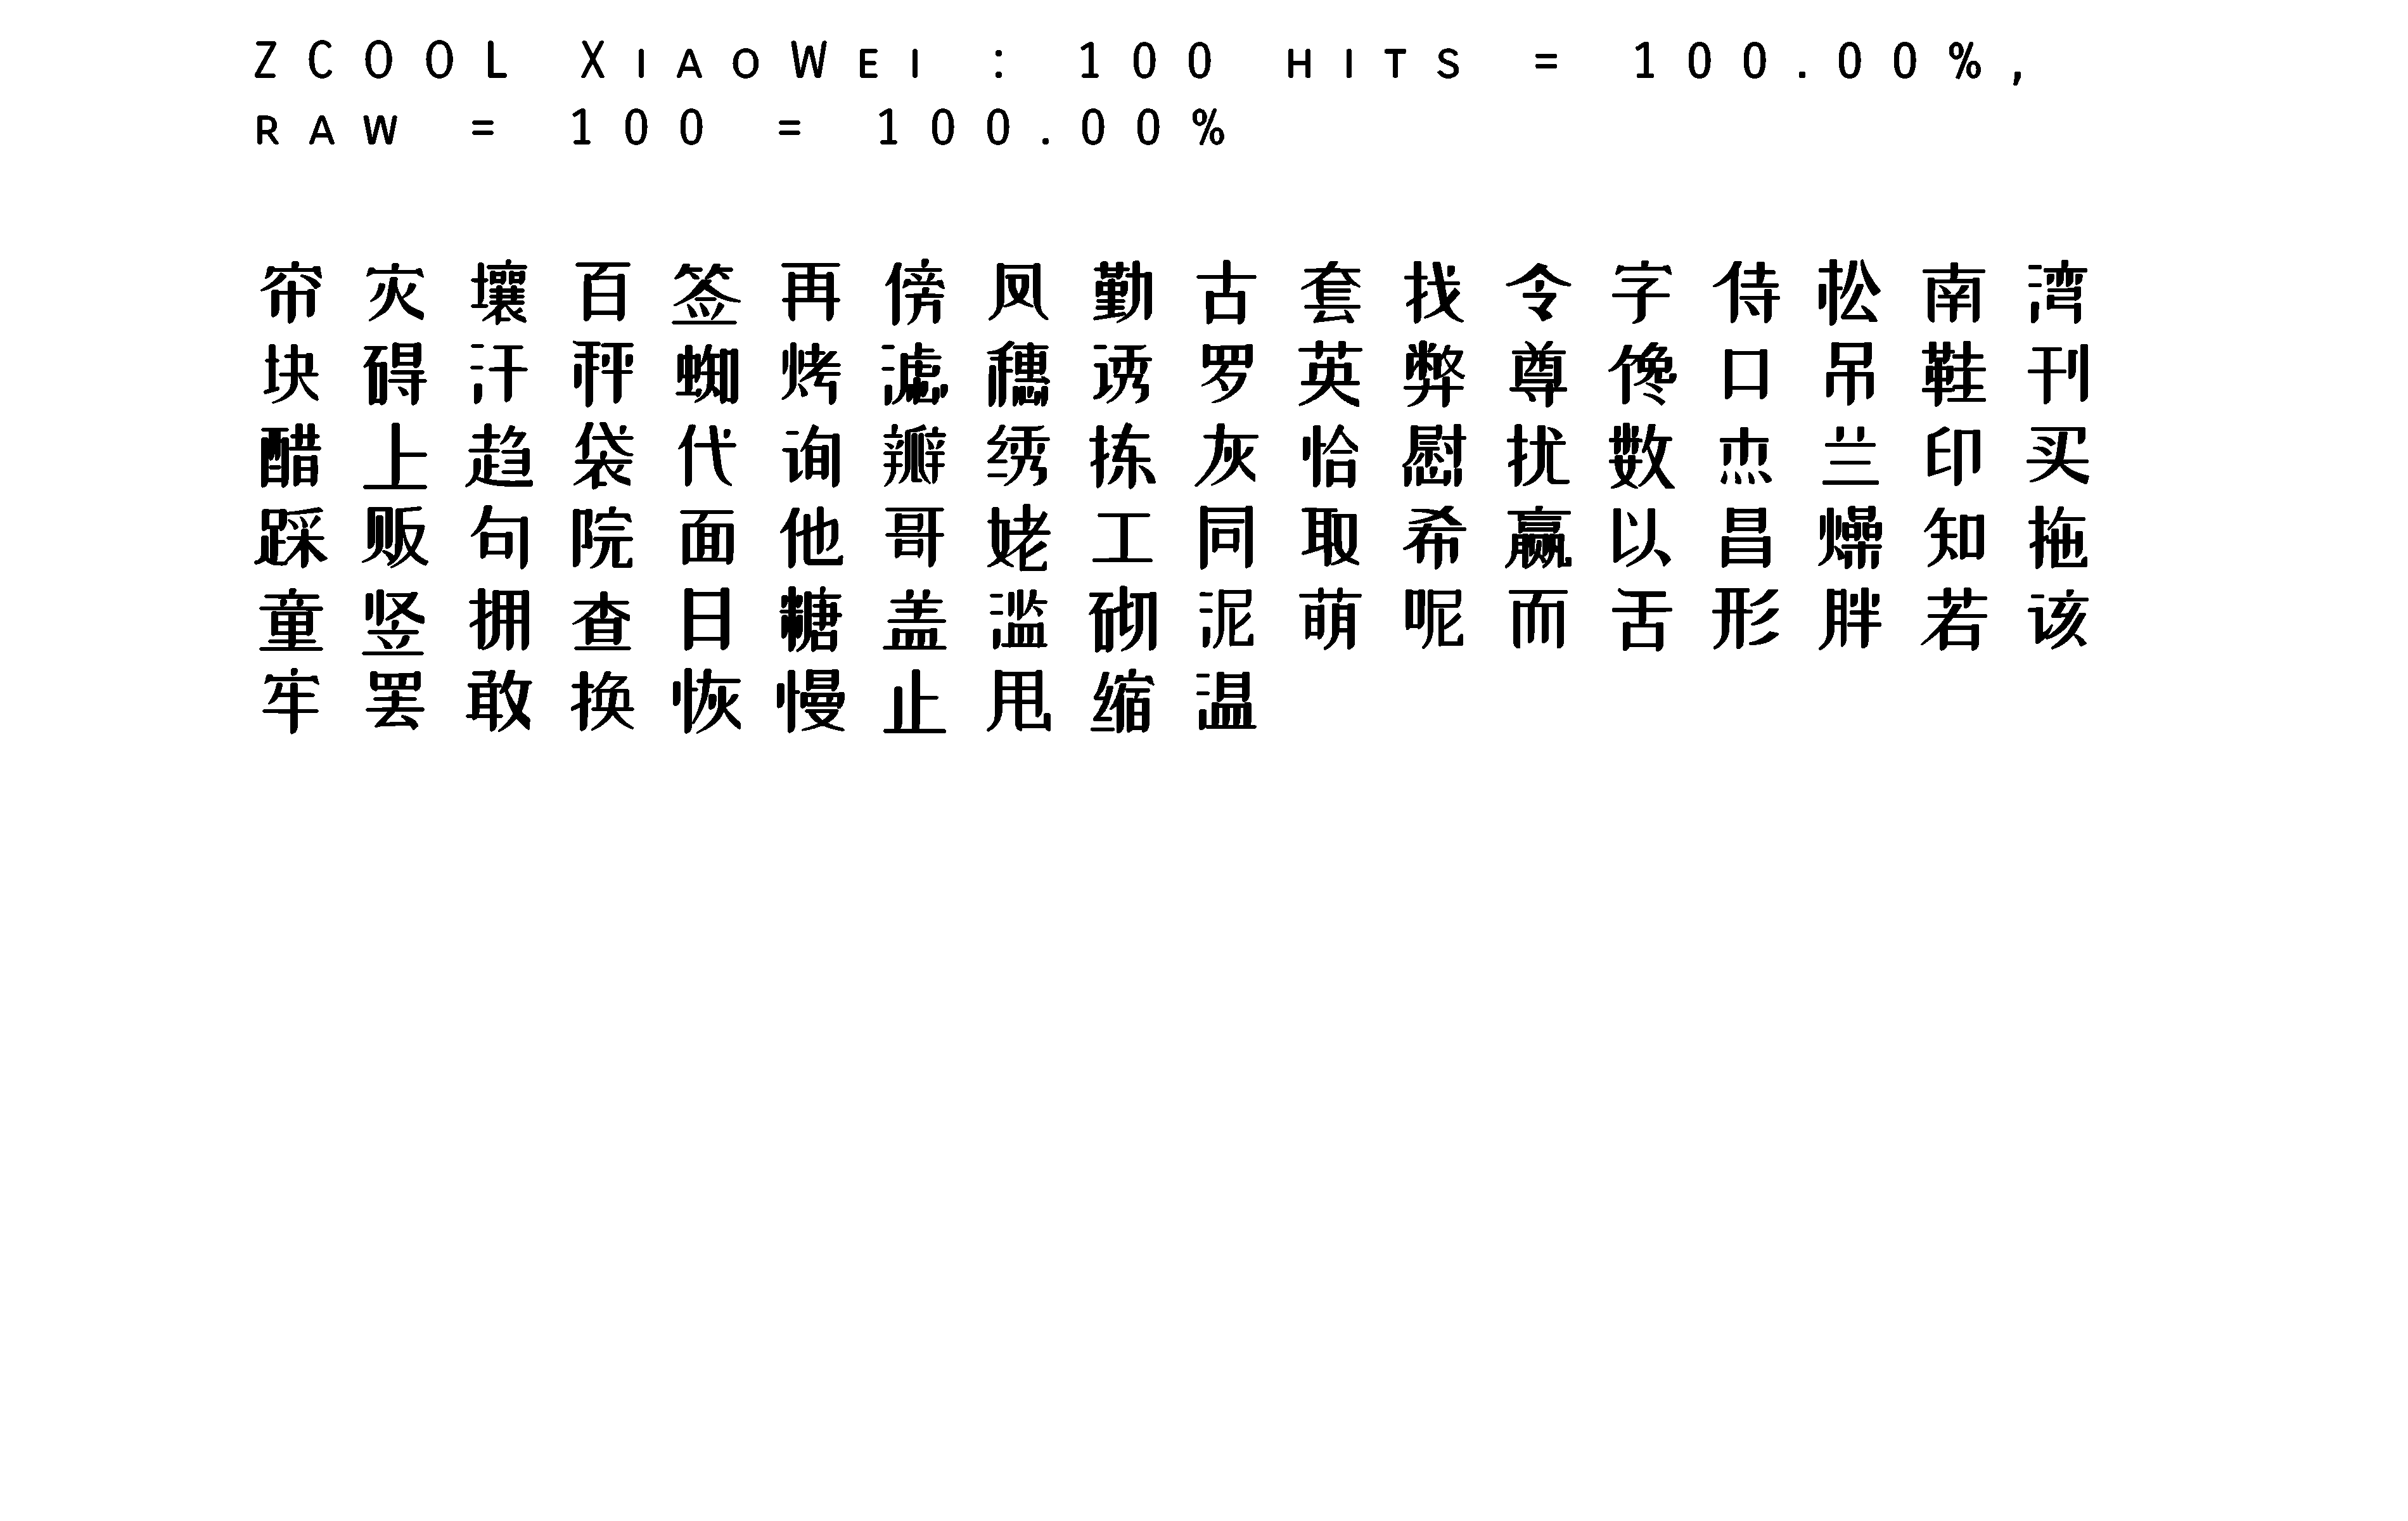 ZCOOL XiaoWei : 100 hits = 100.00%,
raw = 100 = 100.00%
帘灾壤百签再傍凤勤古套找令字侍松南湾
块碍汗秤蜘烤滤穗诱罗英弊尊馋口吊鞋刊
醋上趋袋代询瓣绣拣灰恰慰扰数杰兰印买
踩贩句院面他哥姥工同取希赢以昌燥知拖
童竖拥查日糖盖滥砌泥萌呢而舌形胖若该
牢罢敢换恢慢止甩缩温